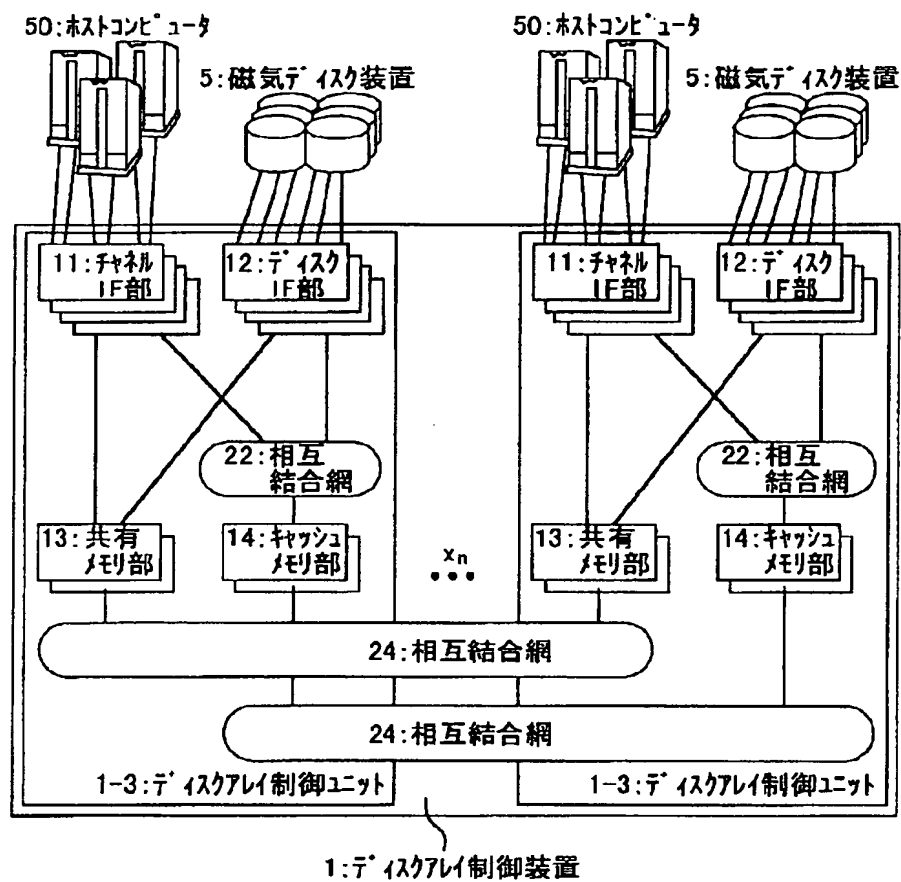 50:ホストコンピュータ
50:ホストコンピュータ
5:磁気ディスク装置
5:磁気ディスク装置
11:チャネル
IF部
12:ディスク
IF部
11:チャネル
IF部
12:ディスク
IF部
22:相互
結合網
22:相互
結合網
13:共有
メモリ部
14:キャッシュ
メモリ部
xn
•••
13:共有
メモリ部
14:キャッシュ
メモリ部
24:相互結合網
24:相互結合網
1-3:ディスクアレイ制御ユニット
1-3:ディスクアレイ制御ユニット
1:ディスクアレイ制御装置